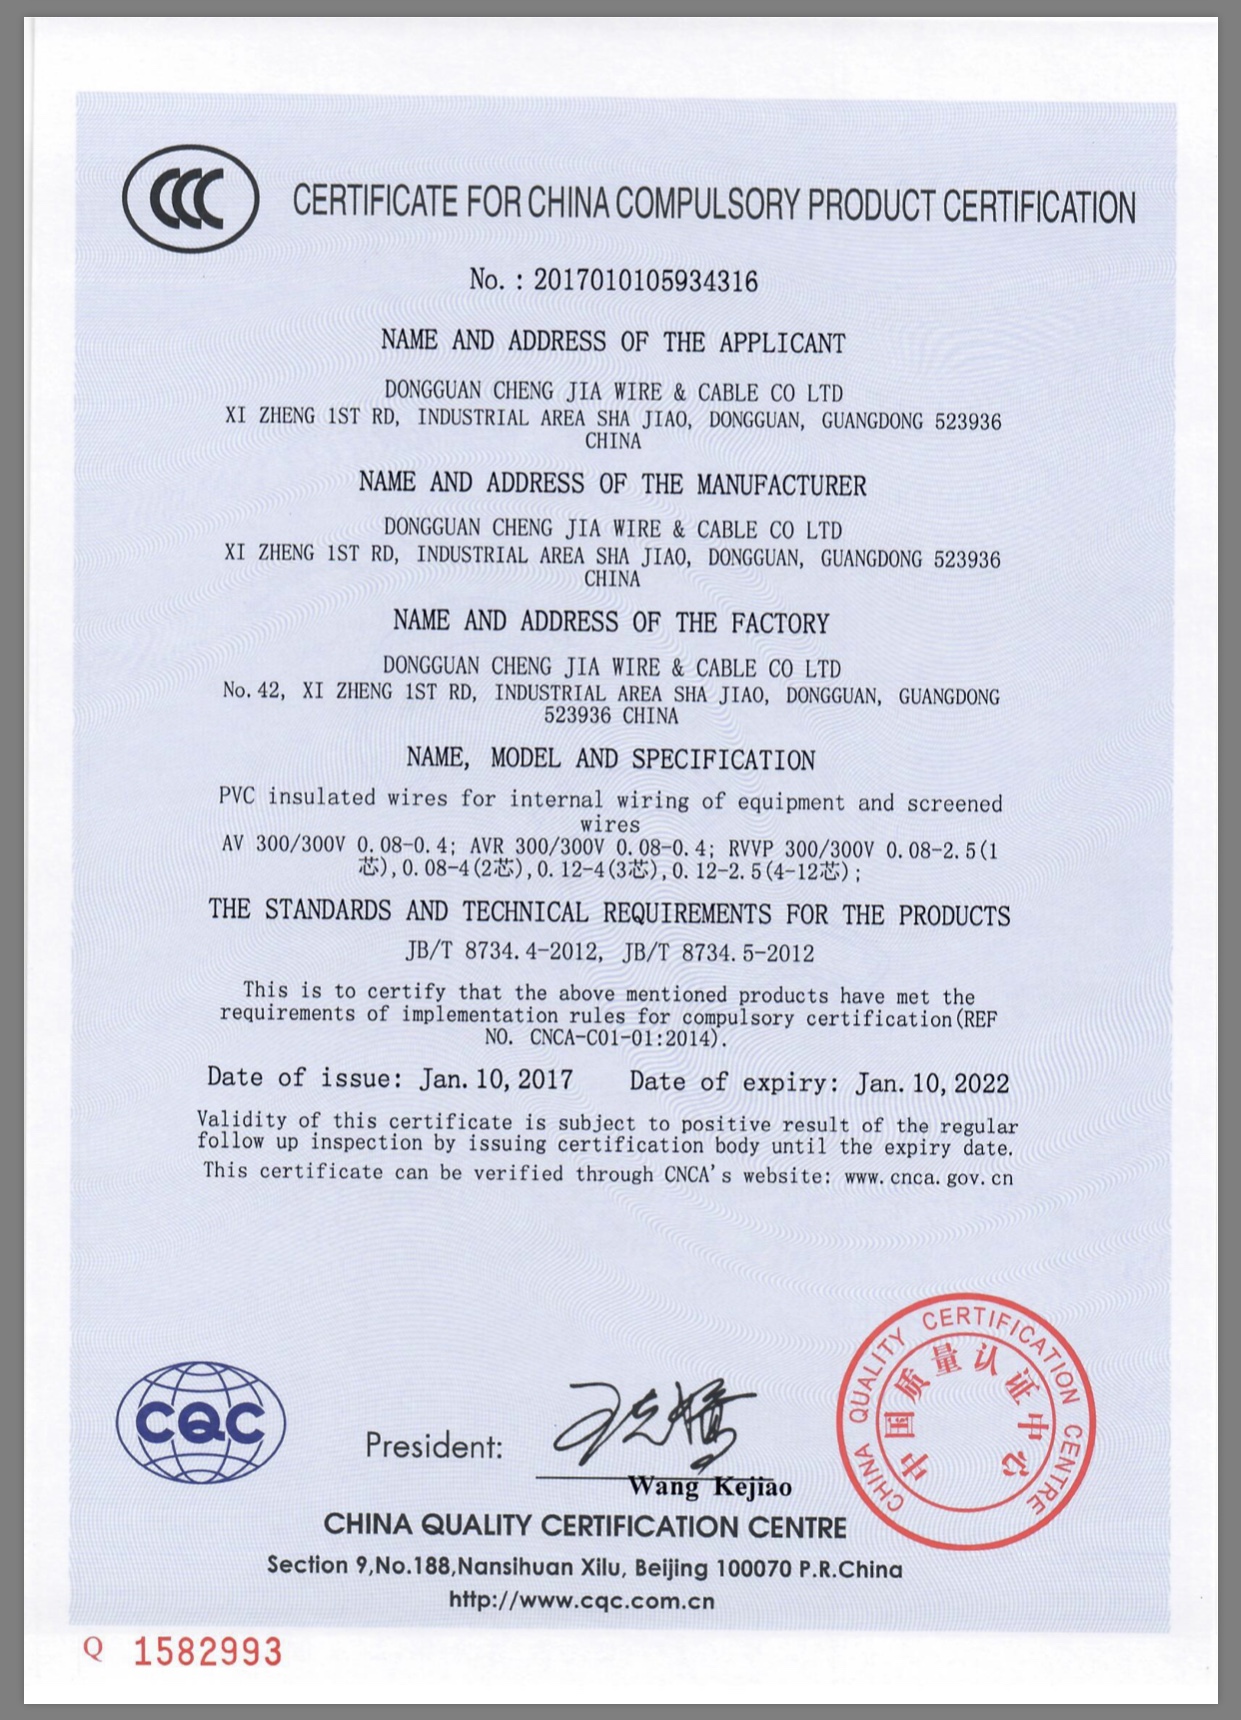 CCC
CERTIFICATE FOR CHINA COMPULSORY PRODUCT CERTIFICATION
No. : 2017010105934316
NAME AND ADDRESS OF THE APPLICANT
DONGGUAN CHENG JIA WIRE & CABLE CO LTD
XI ZHENG 1ST RD, INDUSTRIAL AREA SHA JIAO, DONGGUAN, GUANGDONG 523936
CHINA
NAME AND ADDRESS OF THE MANUFACTURER
DONGGUAN CHENG JIA WIRE & CABLE CO LTD
XI ZHENG 1ST RD, INDUSTRIAL AREA SHA JIAO, DONGGUAN, GUANGDONG 523936
CHINA
NAME AND ADDRESS OF THE FACTORY
DONGGUAN CHENG JIA WIRE & CABLE CO LTD
No.42, XI ZHENG 1ST RD, INDUSTRIAL AREA SHA JIAO, DONGGUAN, GUANGDONG
523936 CHINA
NAME, MODEL AND SPECIFICATION
PVC insulated wires for internal wiring of equipment and screened
wires
AV 300/300V 0.08-0.4; AVR 300/300V 0.08-0.4; RVVP 300/300V 0.08-2.5(1
芯),0.08-4(2芯),0.12-4(3芯),0.12-2.5(4-12芯);
THE STANDARDS AND TECHNICAL REQUIREMENTS FOR THE PRODUCTS
JB/T 8734.4-2012, JB/T 8734.5-2012
This is to certify that the above mentioned products have met the
requirements of implementation rules for compulsory certification(REF
NO. CNCA-C01-01:2014).
Date of issue: Jan.10,2017 Date of expiry: Jan.10,2022
Validity of this certificate is subject to positive result of the regular
follow up inspection by issuing certification body until the expiry date.
This certificate can be verified through CNCA's website: www.cnca.gov.cn
CQC
President:
王克娇
Wang Kejiao
CHINA QUALITY CERTIFICATION CENTRE
中国质量认证中心
CHINA QUALITY CERTIFICATION CENTRE
Section 9,No.188,Nansihuan Xilu, Beijing 100070 P.R.China
http://www.cqc.com.cn
Q 1582993